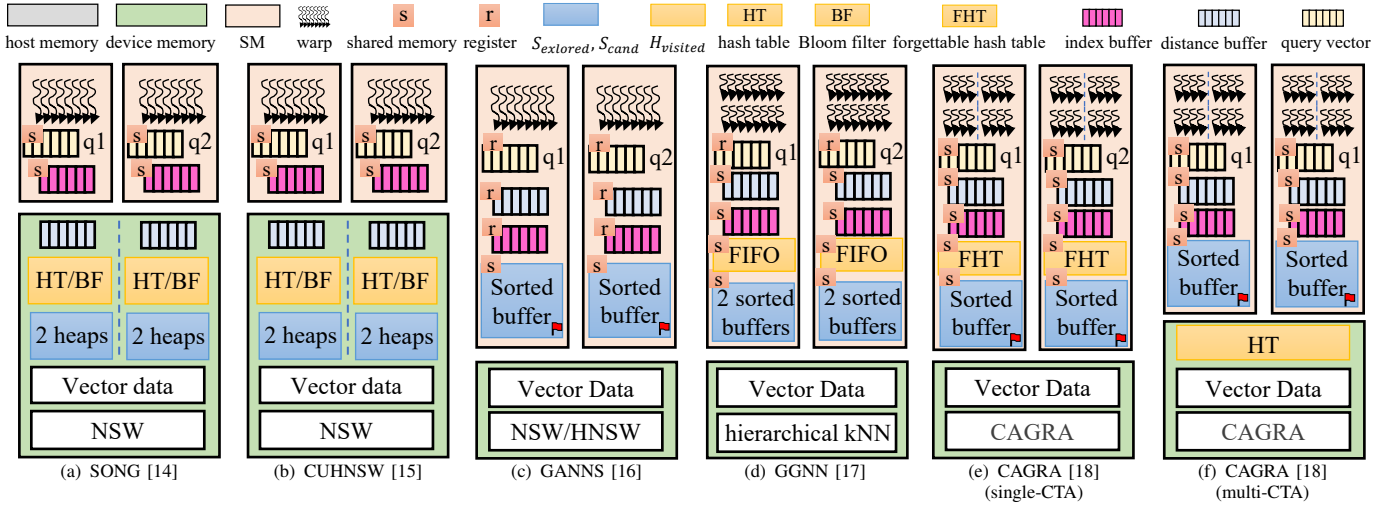 s r HT BF FHT
host memory device memory SM warp shared memory register S_exlored, S_cand H_visited hash table Bloom filter forgettable hash table index buffer distance buffer query vector
s q1 s
s s
HT/BF HT/BF
2 heaps 2 heaps
Vector data
NSW
(a) SONG [14]
s q1 s
s s
HT/BF HT/BF
2 heaps 2 heaps
Vector data
NSW
(b) CUHNSW [15]
r q1 r q2
r r
r r
s s
Sorted buffer Sorted buffer
Vector Data
NSW/HNSW
(c) GANNS [16]
r q1 r q2
s s
s s
s FIFO s FIFO
s s
2 sorted buffers 2 sorted buffers
Vector Data
hierarchical kNN
(d) GGNN [17]
s q1 s q2
s s
s s
s FHT s FHT
s s
Sorted buffer Sorted buffer
Vector Data
CAGRA
(e) CAGRA [18]
(single-CTA)
s q1 s
s s
s s
s s
Sorted buffer Sorted buffer
HT
Vector Data
CAGRA
(f) CAGRA [18]
(multi-CTA)